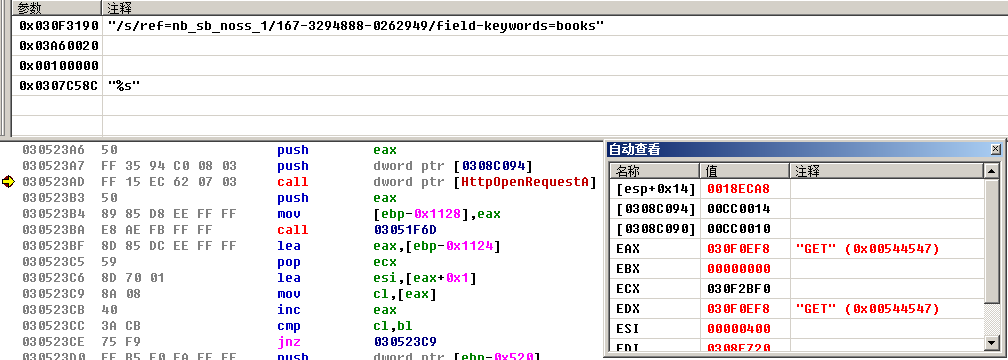 参数 注释
0x030F3190 "/s/ref=nb_sb_noss_1/167-3294888-0262949/field-keywords=books"
0x03A60020
0x00100000
0x0307C58C "%s"
030523A6 50 push eax
030523A7 FF 35 94 C0 08 03 push dword ptr [0308C094]
030523AD FF 15 EC 62 07 03 call dword ptr [HttpOpenRequestA]
030523B3 50 push eax
030523B4 89 85 D8 EE FF FF mov [ebp-0x1128],eax
030523BA E8 AE FB FF FF call 03051F6D
030523BF 8D 85 DC EE FF FF lea eax,[ebp-0x1124]
030523C5 59 pop ecx
030523C6 8D 70 01 lea esi,[eax+0x1]
030523C9 8A 08 mov cl,[eax]
030523CB 40 inc eax
030523CC 3A CB cmp cl,bl
030523CE 75 F9 jnz 030523C9
030523D0 FF B5 E0 FA FF FF push dword ptr [ebp-0x520]
自动查看
名称 值 注释
[esp+0x14] 0018ECA8
[0308C094] 00CC0014
[0308C090] 00CC0010
EAX 030F0EF8 "GET" (0x00544547)
EBX 00000000
ECX 030F2BF0
EDX 030F0EF8 "GET" (0x00544547)
ESI 00000400
EDI 0308E720